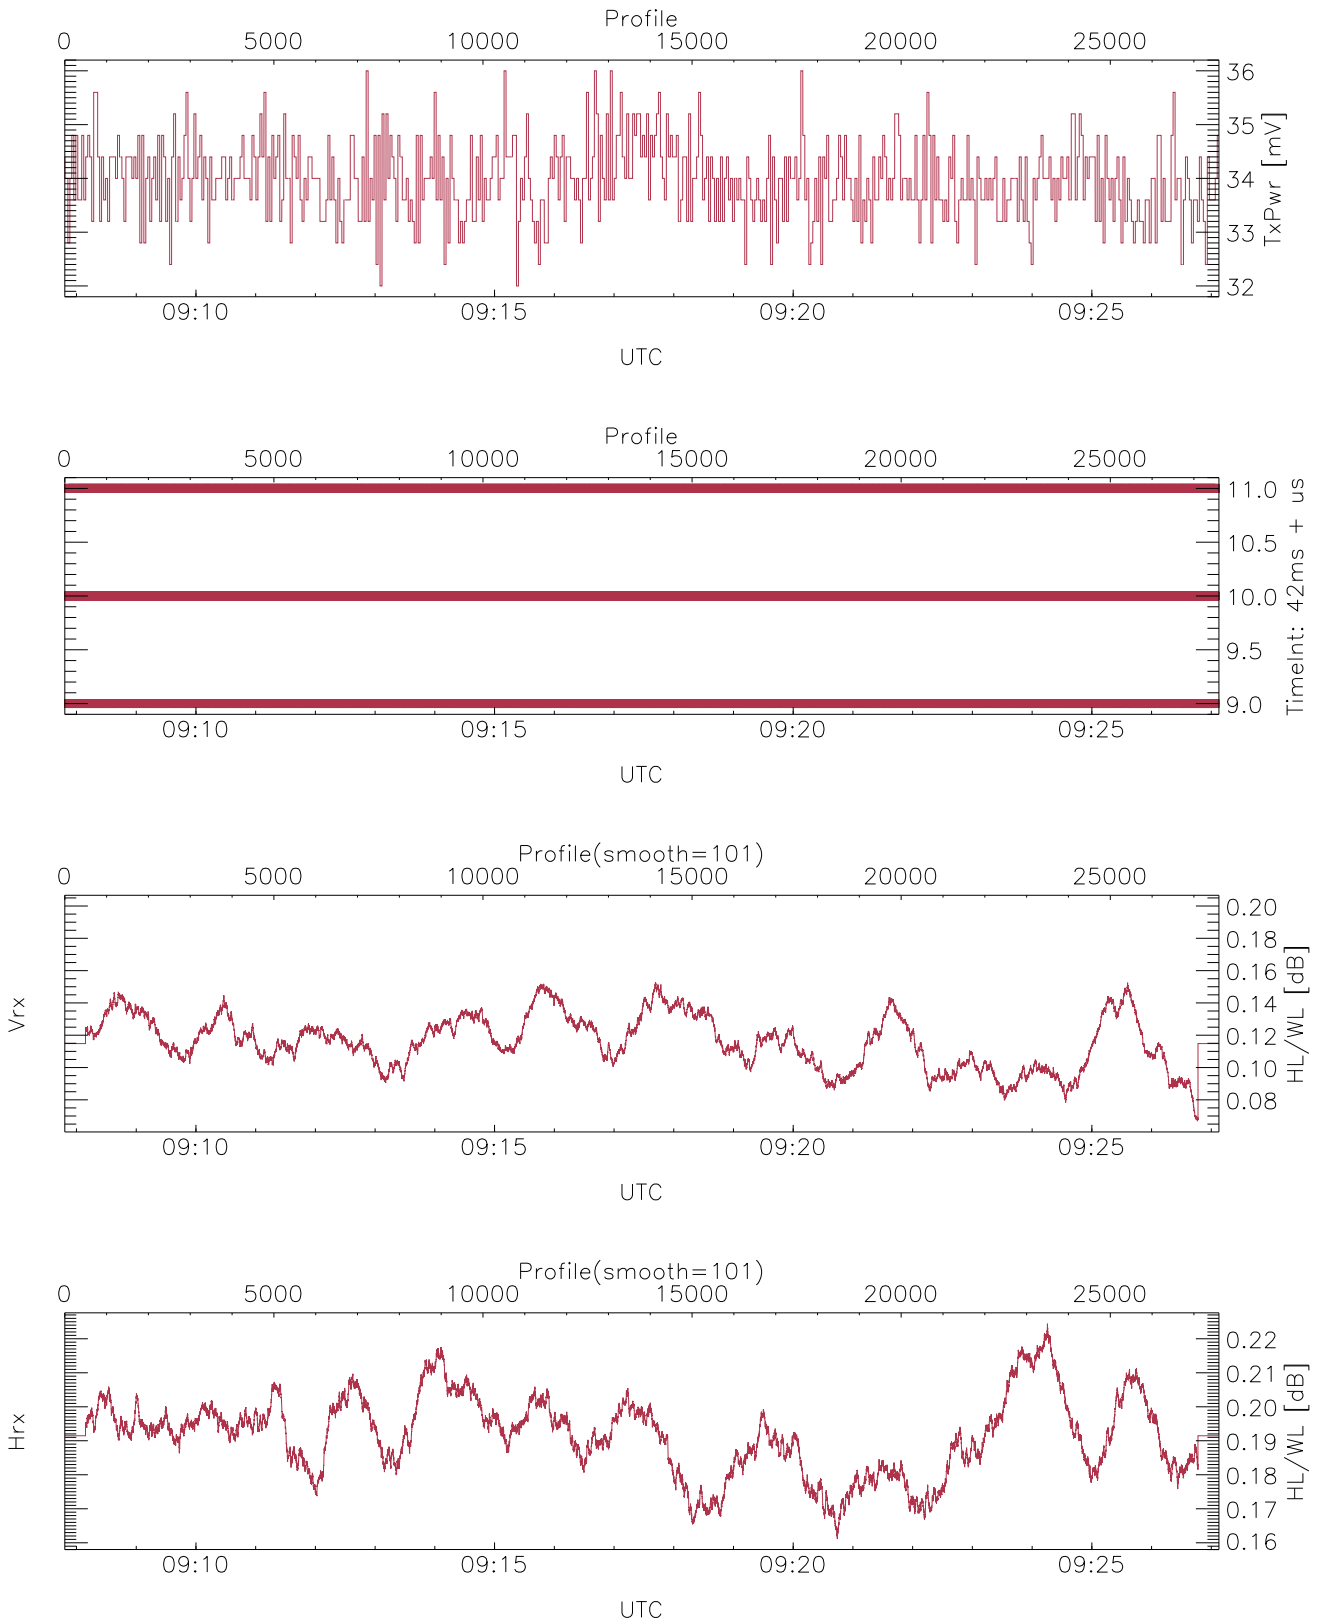 Profile
0 5000 10000 15000 20000 25000
36
35
34
33
32
TxPwr [mV]
09:10 09:15 09:20 09:25
UTC
Profile
0 5000 10000 15000 20000 25000
11.0
10.5
10.0
9.5
9.0
TimeInt: 42ms + us
09:10 09:15 09:20 09:25
UTC
Profile(smooth=101)
0 5000 10000 15000 20000 25000
Vrx
0.20
0.18
0.16
0.14
0.12
0.10
0.08
HL/WL [dB]
09:10 09:15 09:20 09:25
UTC
Profile(smooth=101)
0 5000 10000 15000 20000 25000
Hrx
0.22
0.21
0.20
0.19
0.18
0.17
0.16
HL/WL [dB]
09:10 09:15 09:20 09:25
UTC